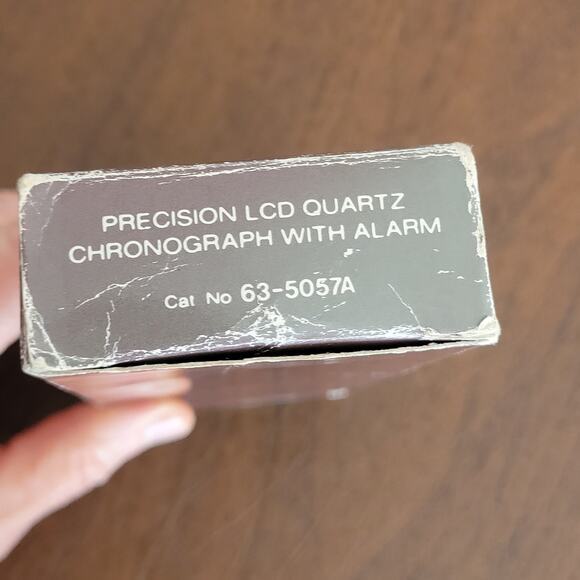 PRECISION LCD QUARTZ
CHRONOGRAPH WITH ALARM
Cat No 63-5057A